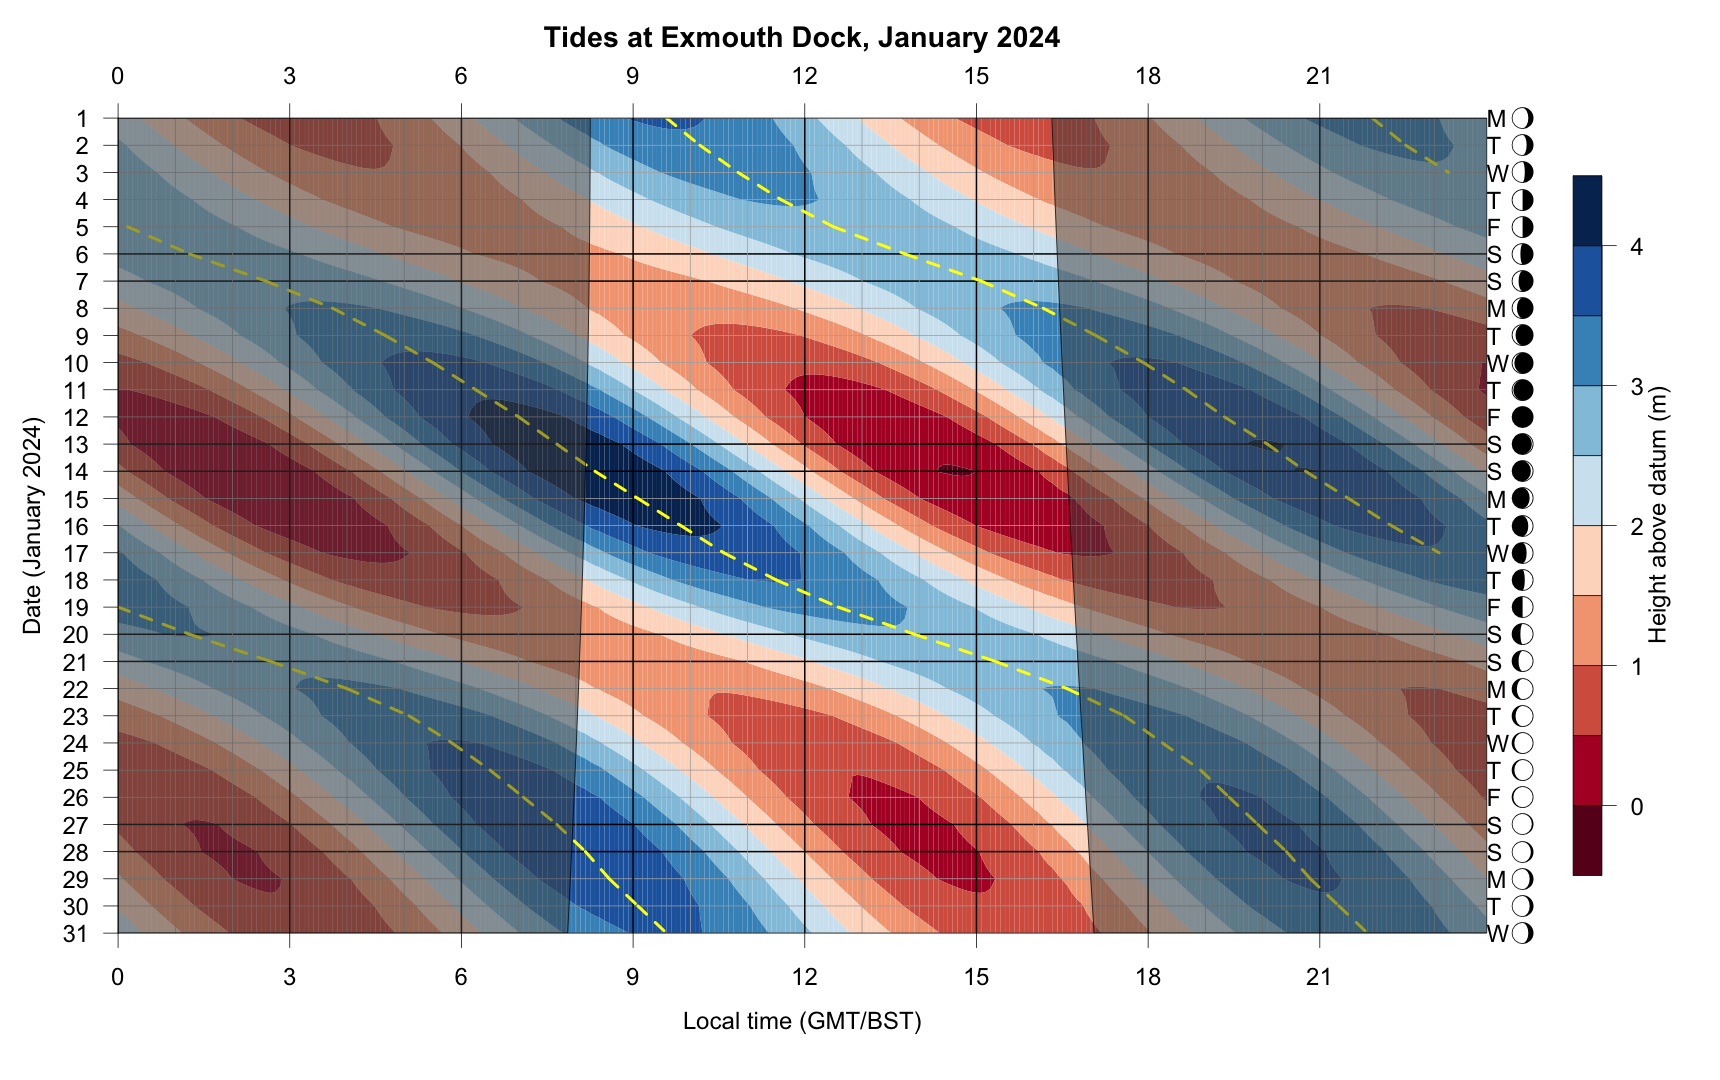 Tides at Exmouth Dock, January 2024
0 3 6 9 12 15 18 21
1 M
2 T
3 W
4 T
5 F
6 S
7 S
8 M
9 T
10 W
11 T
12 F
13 S
14 S
15 M
16 T
17 W
18 T
19 F
20 S
21 S
22 M
23 T
24 W
25 T
26 F
27 S
28 S
29 M
30 T
31 W
0 3 6 9 12 15 18 21
Local time (GMT/BST)
Date (January 2024)
4
3
2
1
0
Height above datum (m)